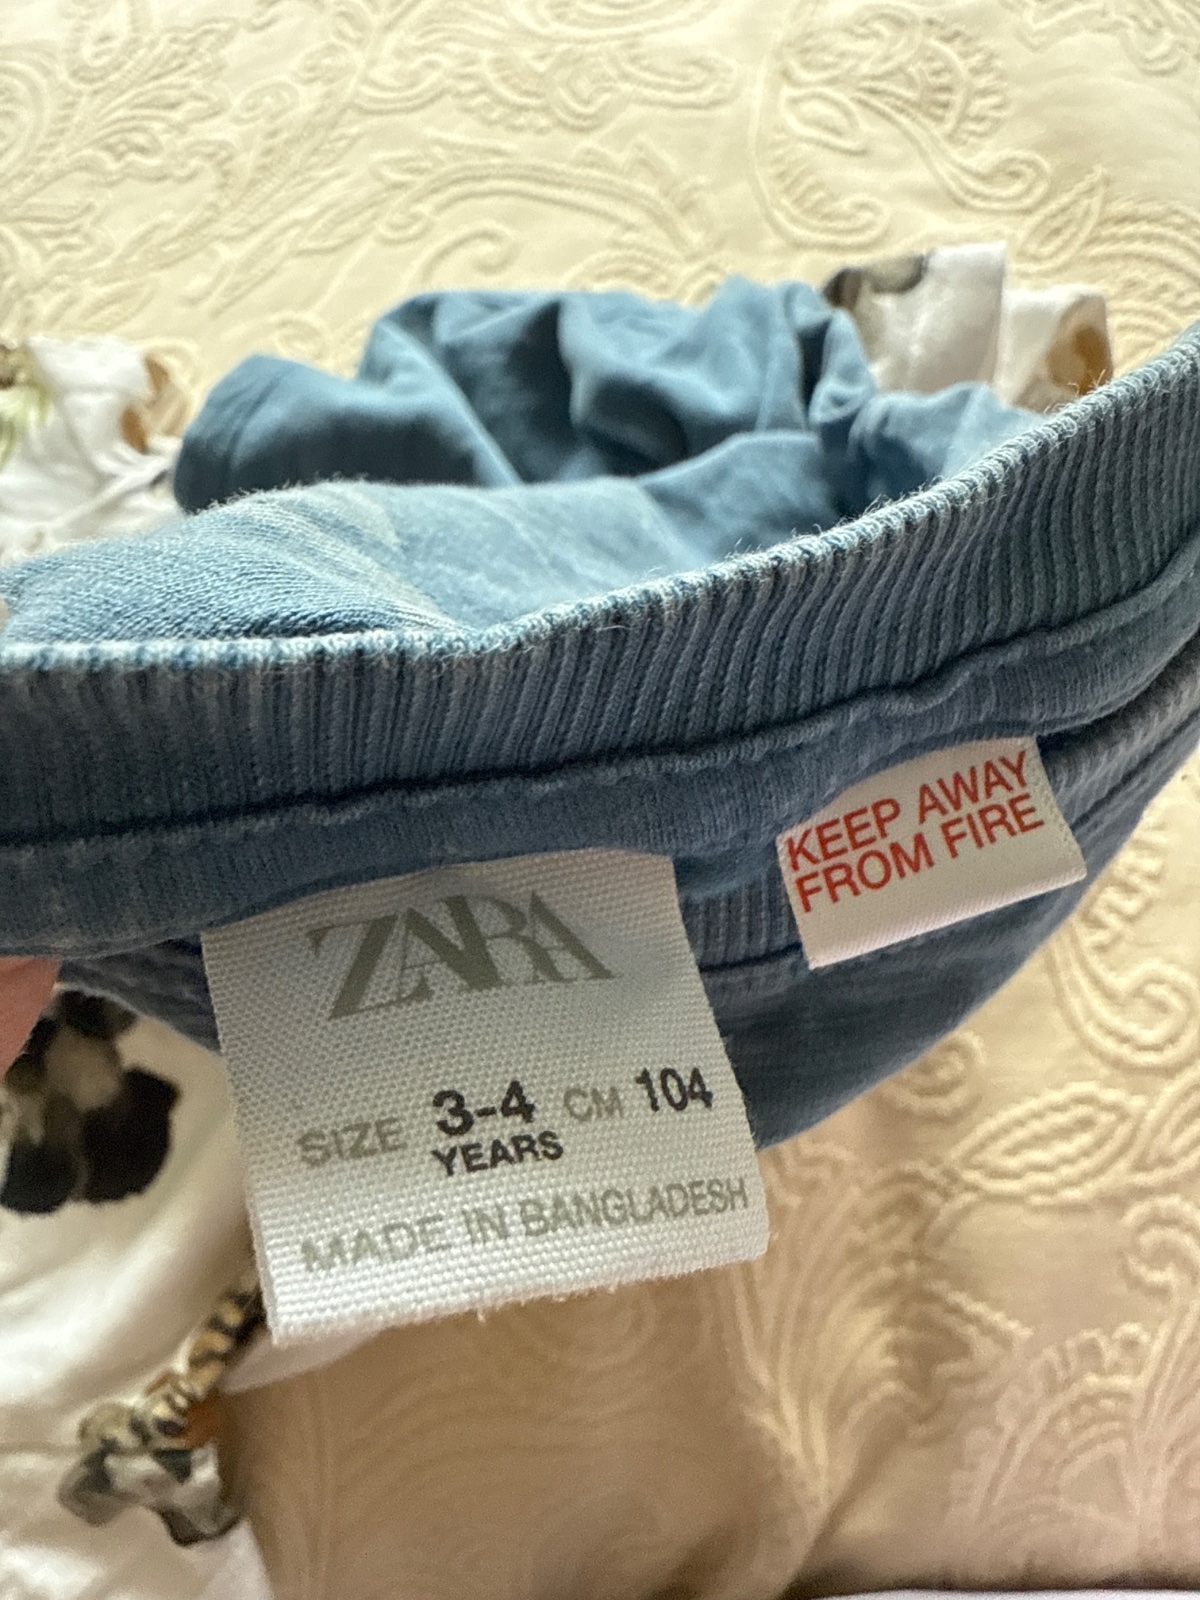 KEEP AWAY
FROM FIRE
ZARA
SIZE 3-4 CM 104
YEARS
MADE IN BANGLADESH